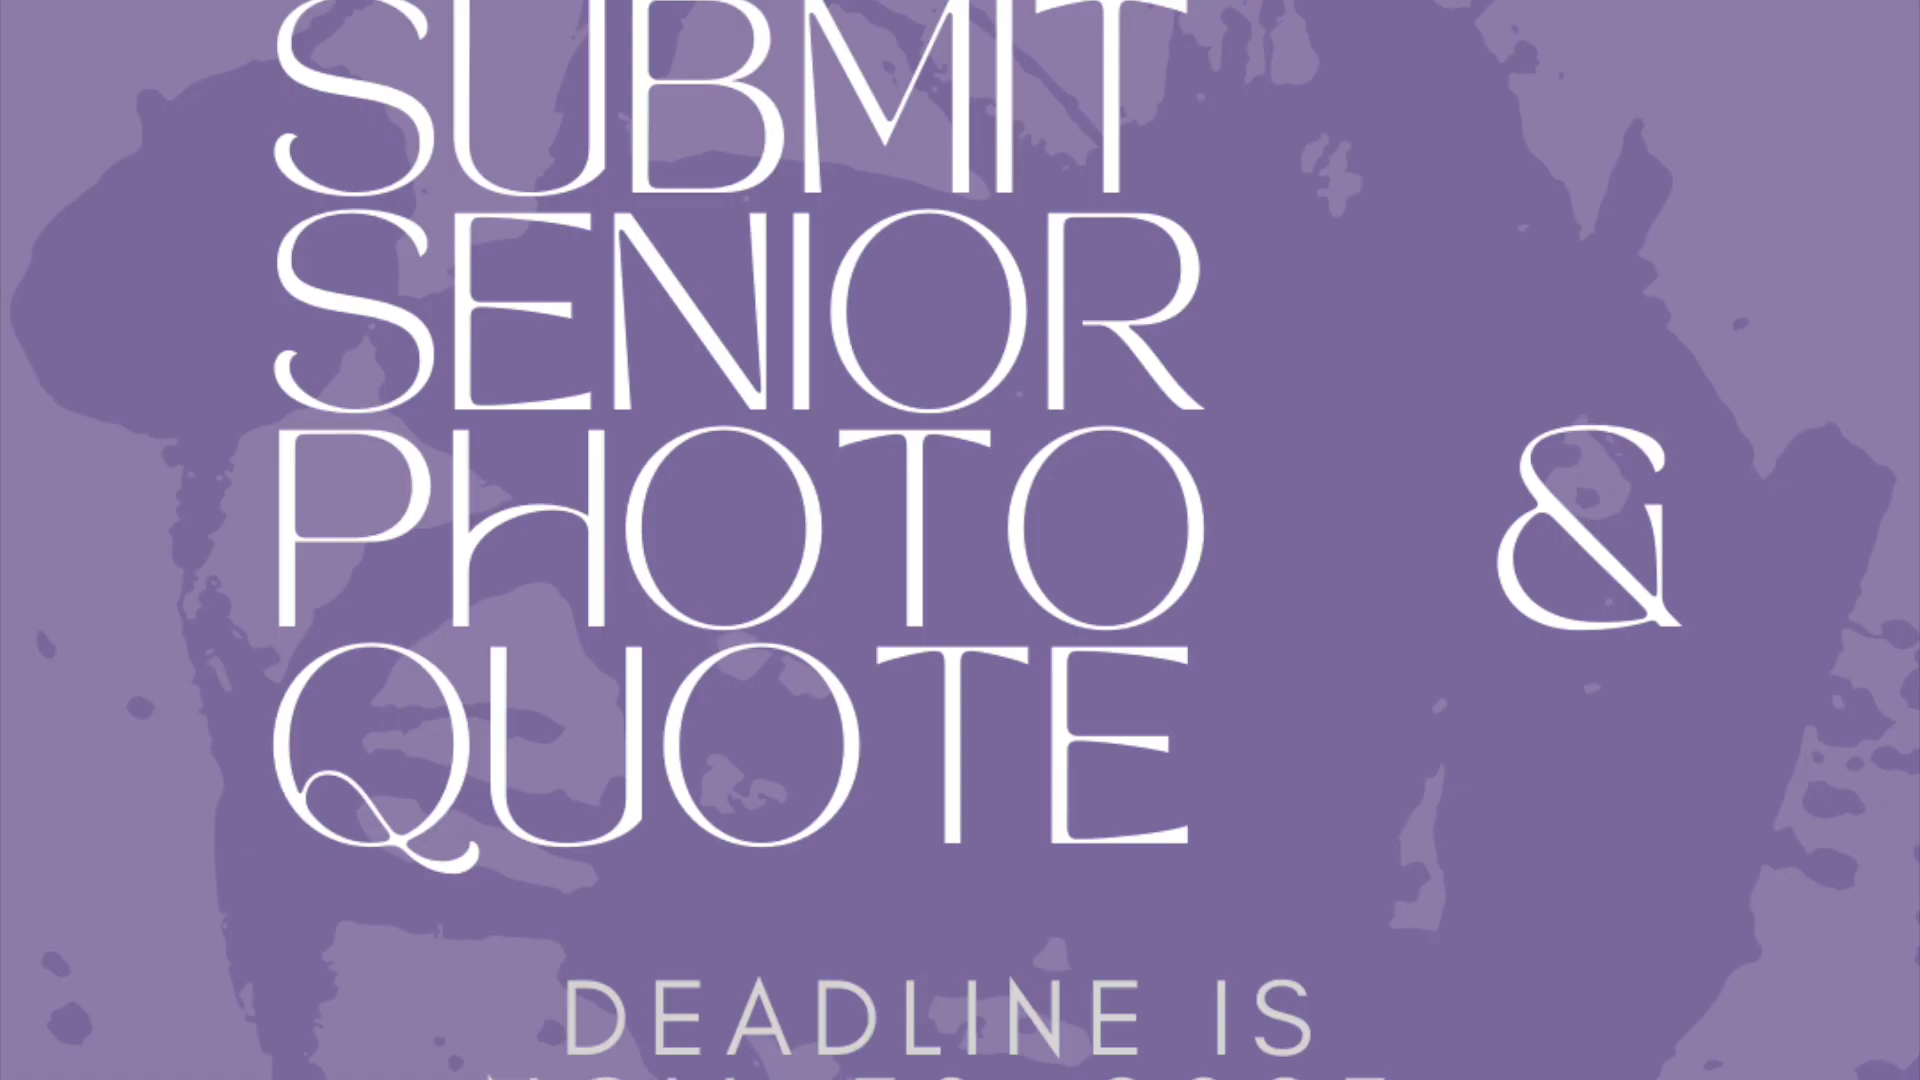 SUBMIT
SENIOR
PHOTO &
QUOTE
DEADLINE IS